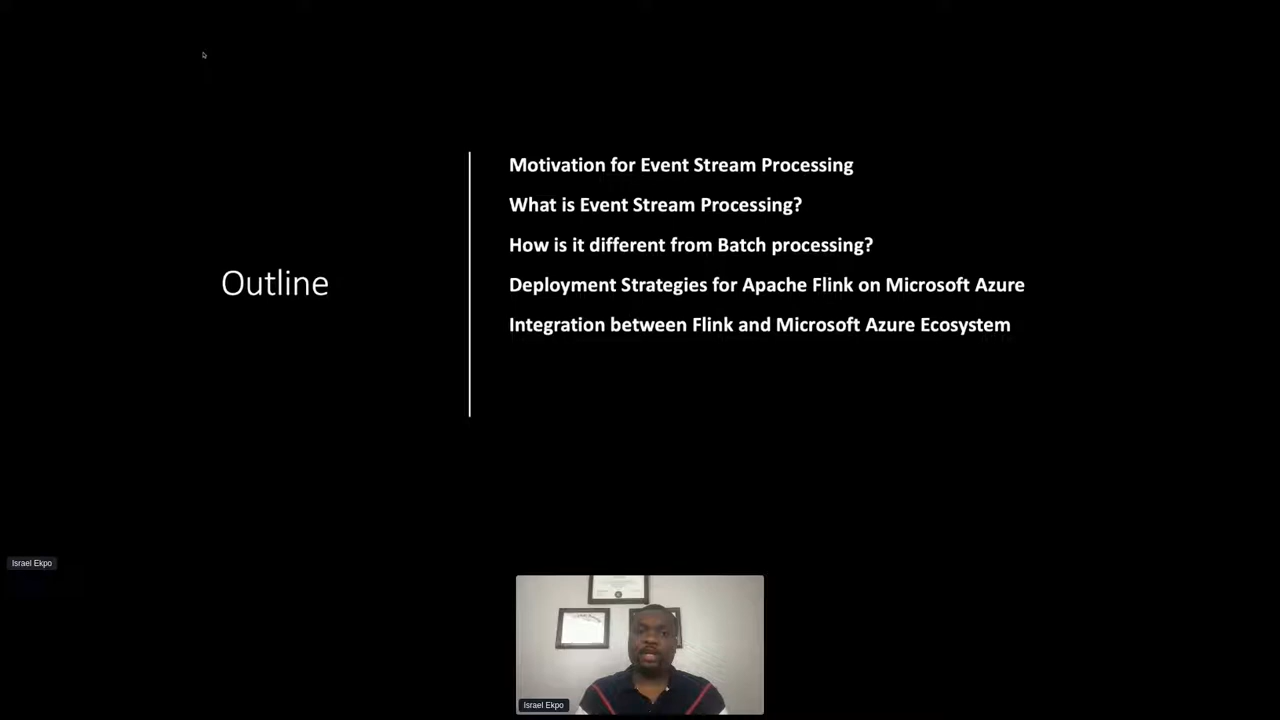 Outline
Motivation for Event Stream Processing
What is Event Stream Processing?
How is it different from Batch processing?
Deployment Strategies for Apache Flink on Microsoft Azure
Integration between Flink and Microsoft Azure Ecosystem
Israel Ekpo
Israel Ekpo